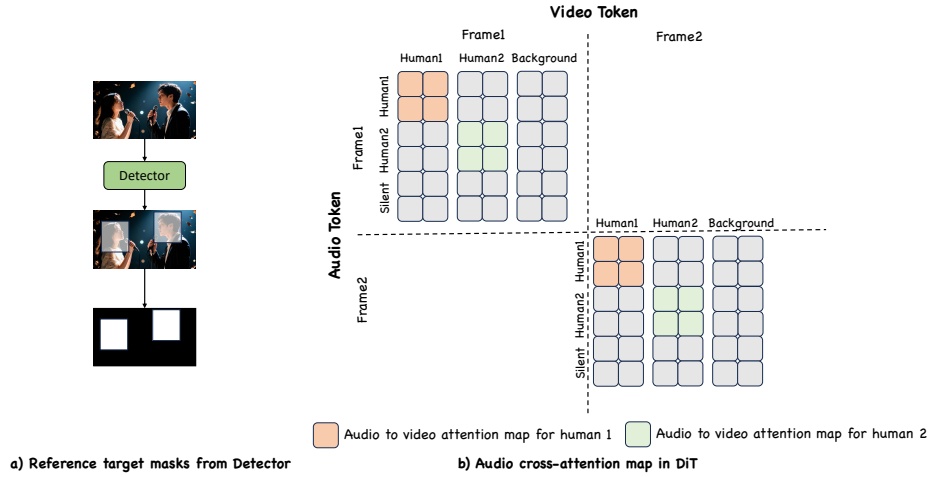 Video Token
Frame1
Frame2
Human1 Human2 Background
Human1
Human2
Silent
Frame1
Detector
Audio Token
Human1 Human2 Background
Human1
Human2
Silent
Frame2
Audio to video attention map for human 1
Audio to video attention map for human 2
a) Reference target masks from Detector
b) Audio cross-attention map in DiT